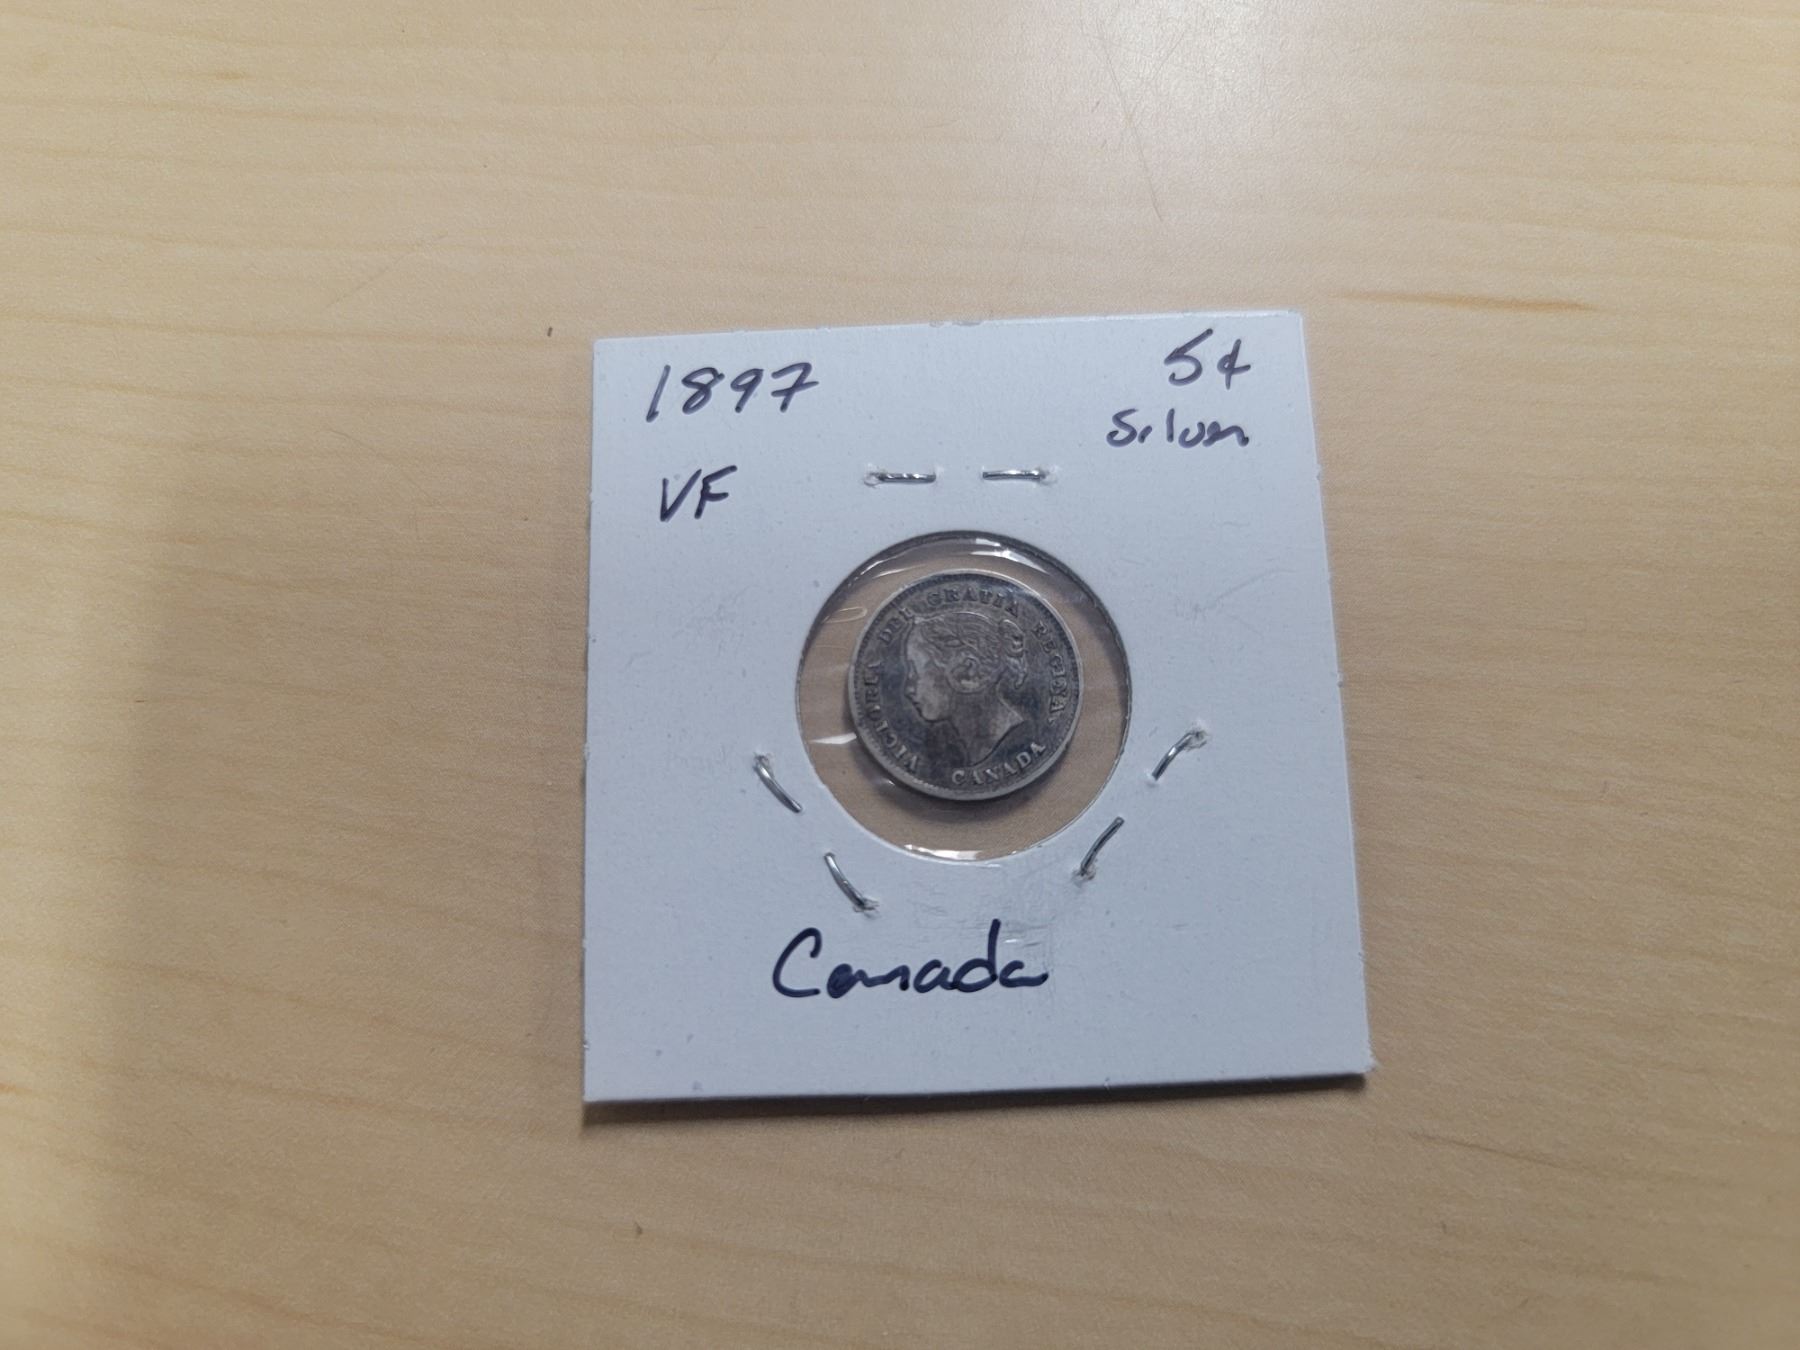 1897
5¢
Silver
VF
VICTORIA DEI GRATIA REGINA.
CANADA
Canada